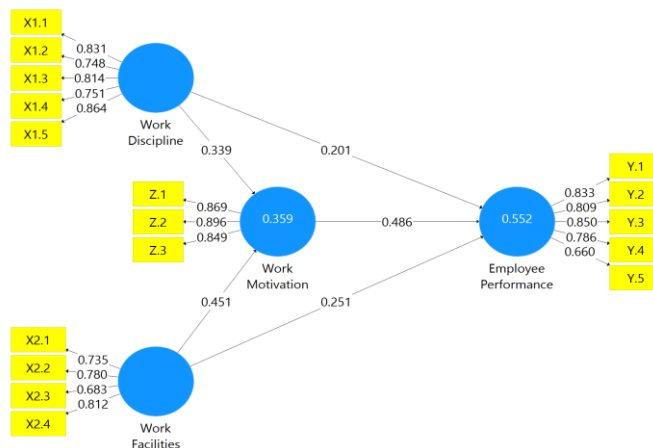 X1.1
X1.2
X1.3
X1.4
X1.5
0.831
0.748
0.814
0.751
0.864
Work
Discipline
0.339
0.201
Z.1
Z.2
Z.3
0.869
0.896
0.849
0.359
Work
Motivation
0.486
0.552
Employee
Performance
0.833
0.809
0.850
0.786
0.660
Y.1
Y.2
Y.3
Y.4
Y.5
0.451
0.251
X2.1
X2.2
X2.3
X2.4
0.735
0.780
0.683
0.812
Work
Facilities